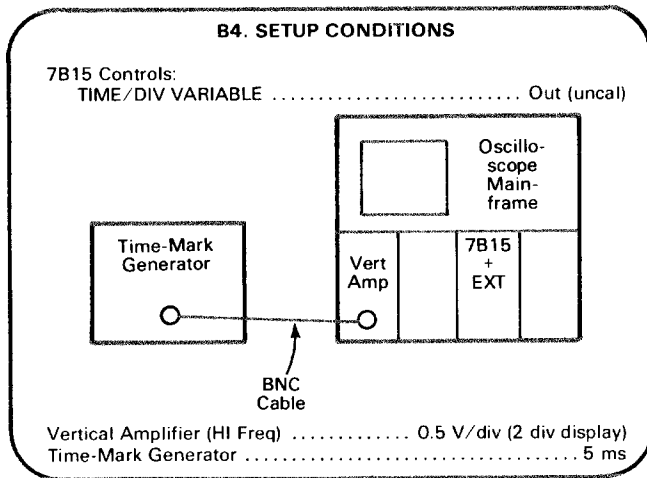 B4. SETUP CONDITIONS
7B15 Controls:
TIME/DIV VARIABLE ........................... Out (uncal)
Oscillo-
scope
Main-
frame
Time-Mark
Generator
Vert
Amp
7B15
+
EXT
BNC
Cable
Vertical Amplifier (HI Freq) ............ 0.5 V/div (2 div display)
Time-Mark Generator .................................... 5 ms